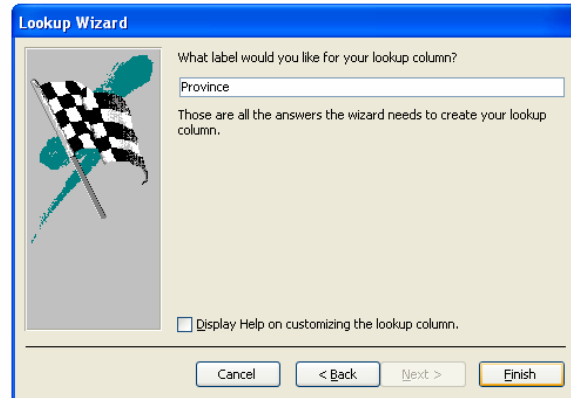 Lookup Wizard
What label would you like for your lookup column?
Province
Those are all the answers the wizard needs to create your lookup
column.
Display Help on customizing the lookup column.
Cancel
< Back
Next >
Finish